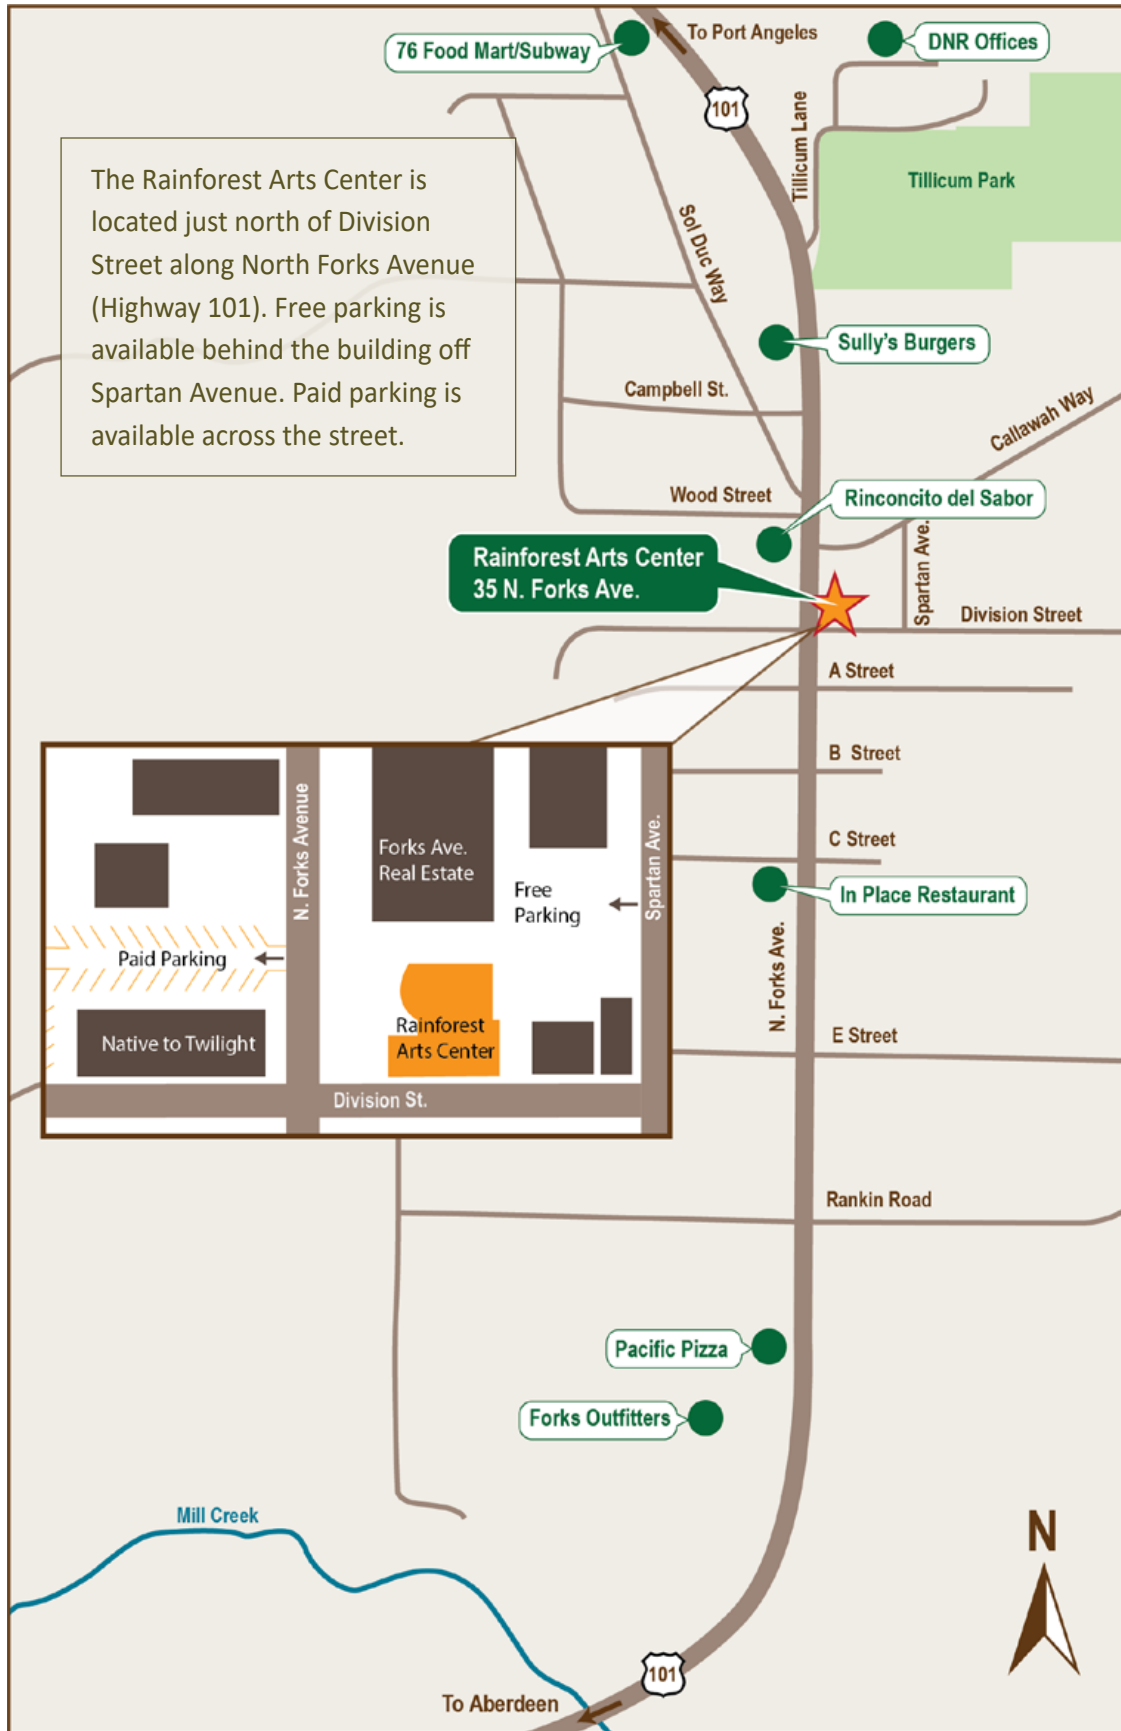 To Port Angeles
76 Food Mart/Subway
DNR Offices
101
Tillicum Lane
The Rainforest Arts Center is
located just north of Division
Street along North Forks Avenue
(Highway 101). Free parking is
available behind the building off
Spartan Avenue. Paid parking is
available across the street.
Tillicum Park
Sol Duc Way
Sully's Burgers
Campbell St.
Callawah Way
Wood Street
Rinconcito del Sabor
Rainforest Arts Center
35 N. Forks Ave.
Spartan Ave.
Division Street
A Street
B Street
C Street
In Place Restaurant
N. Forks Ave.
E Street
N. Forks Avenue
Forks Ave.
Real Estate
Spartan Ave.
Free
Parking
Paid Parking
Rainforest
Arts Center
Native to Twilight
Division St.
Rankin Road
Pacific Pizza
Forks Outfitters
Mill Creek
N
101
To Aberdeen